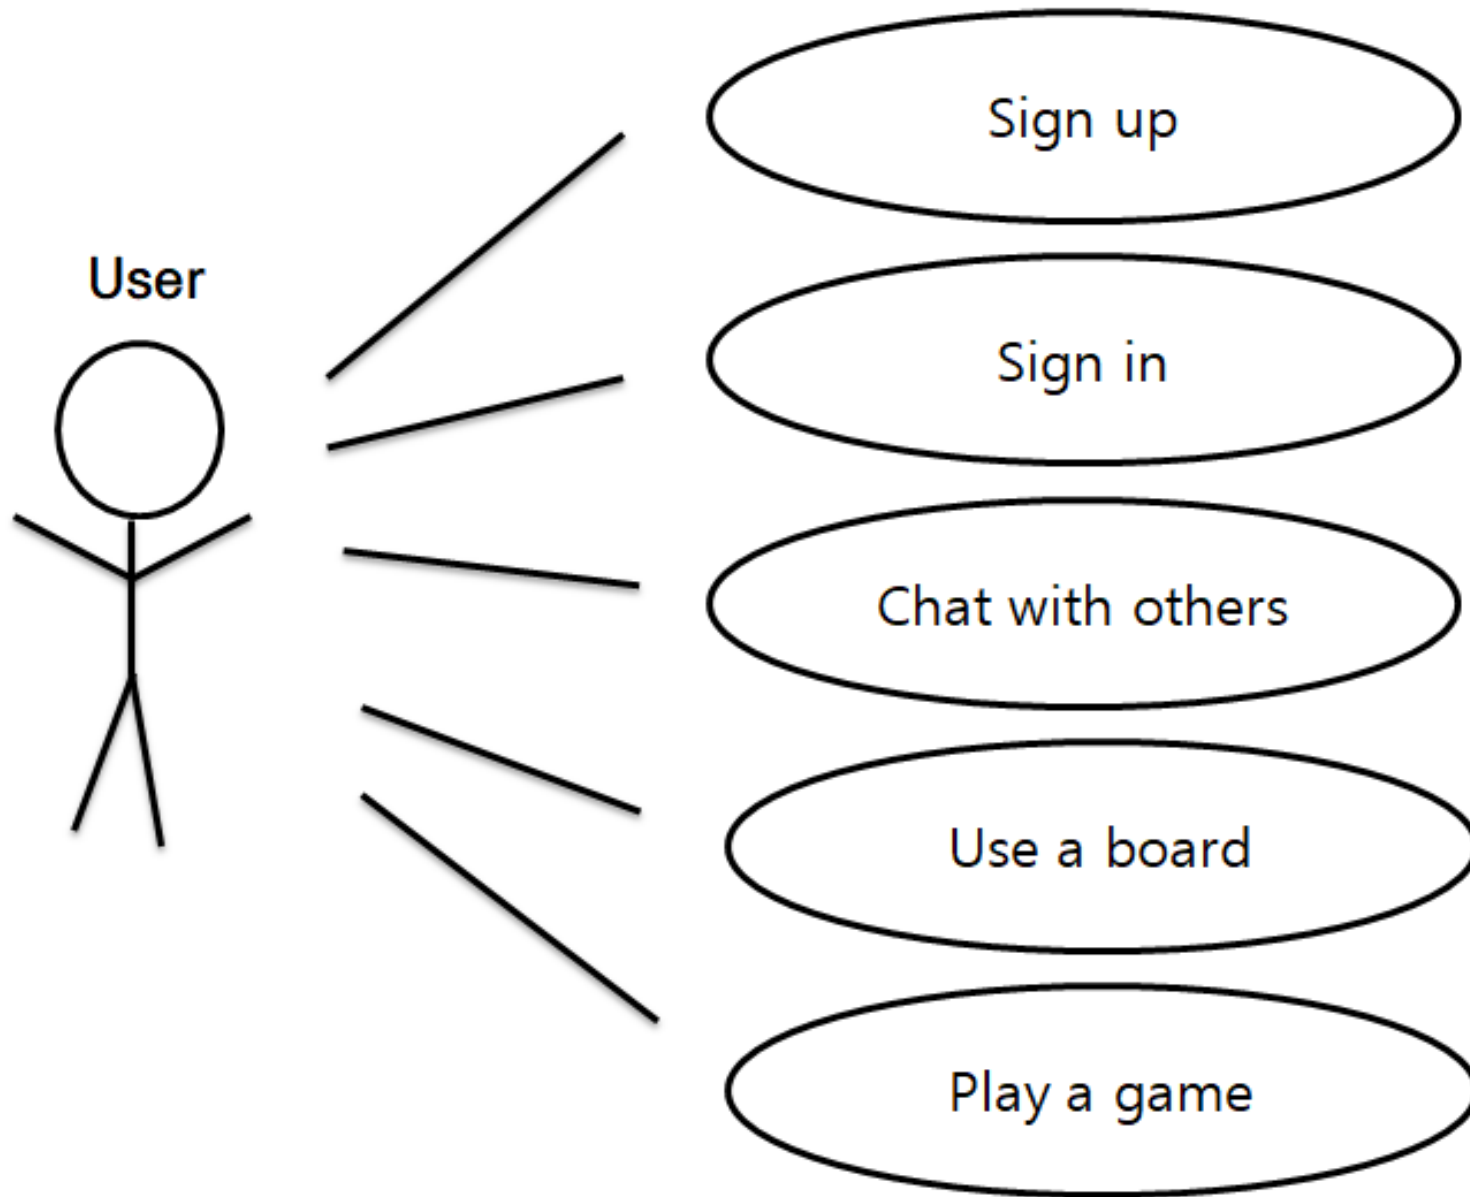 User
Sign up
Sign in
Chat with others
Use a board
Play a game